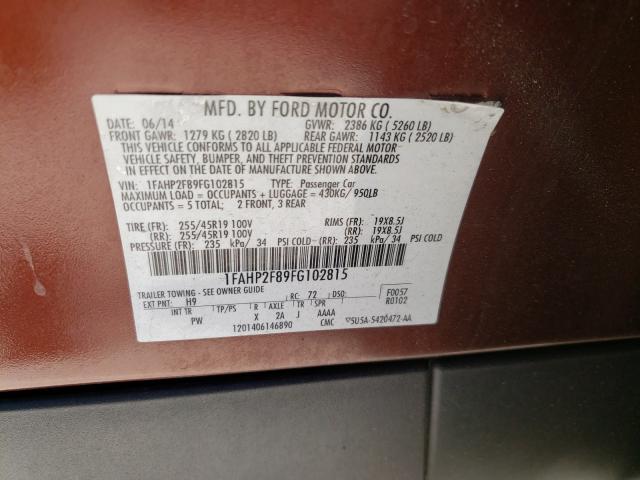 MFD. BY FORD MOTOR CO.
DATE: 06/14 GVWR: 2386 KG ( 5260 LB)
FRONT GAWR: 1279 KG ( 2820 LB) REAR GAWR: 1143 KG ( 2520 LB)
THIS VEHICLE CONFORMS TO ALL APPLICABLE FEDERAL MOTOR
VEHICLE SAFETY, BUMPER, AND THEFT PREVENTION STANDARDS
IN EFFECT ON THE DATE OF MANUFACTURE SHOWN ABOVE.
VIN: 1FAHP2F89FG102815 TYPE: Passenger Car
MAXIMUM LOAD = OCCUPANTS + LUGGAGE = 430KG/ 950LB
OCCUPANTS = 5 TOTAL; 2 FRONT, 3 REAR
TIRE (FR): 255/45R19 100V RIMS (FR): 19X8.5J
(RR): 255/45R19 100V (RR): 19X8.5J
PRESSURE (FR): 235 kPa/ 34 PSI COLD (RR): 235 kPa/ 34 PSI COLD
1FAHP2F89FG102815
TRAILER TOWING - SEE OWNER GUIDE
EXT PNT: H9 RC: 72 DSO: F0057
R0102
INT TR TP/PS R AXLE TR SPR
PW X 2A J AAAA
1201406146890 CMC 5U5A-5420472-AA